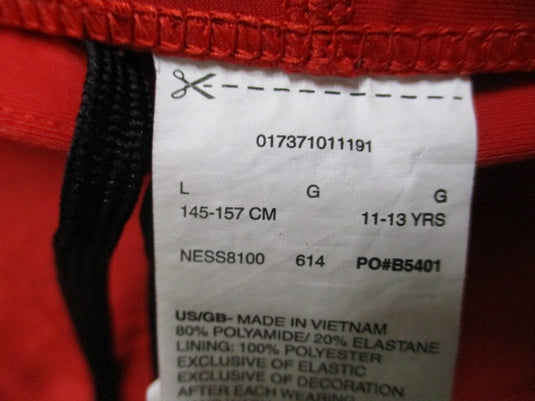 017371011191
L G G
145-157 CM 11-13 YRS
NESS8100 614 PO#B5401
US/GB- MADE IN VIETNAM
80% POLYAMIDE/ 20% ELASTANE
LINING: 100% POLYESTER
EXCLUSIVE OF ELASTIC
EXCLUSIVE OF DECORATION
AFTER EACH WEARING